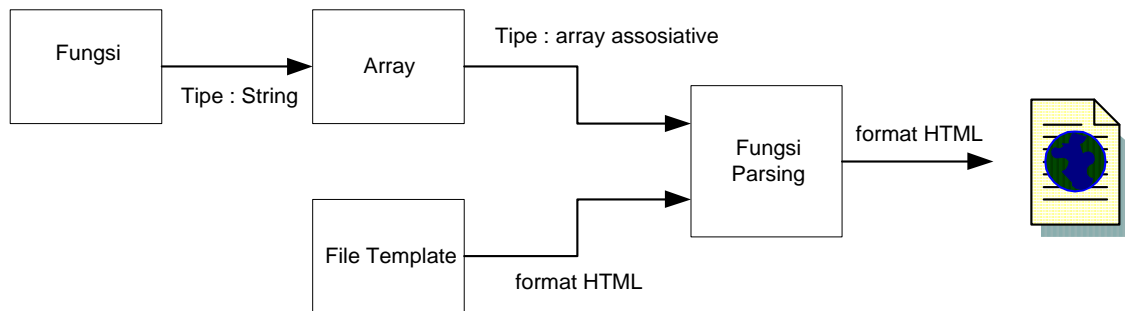 Fungsi
Tipe : String
Array
Tipe : array assosiative
File Template
format HTML
Fungsi
Parsing
format HTML